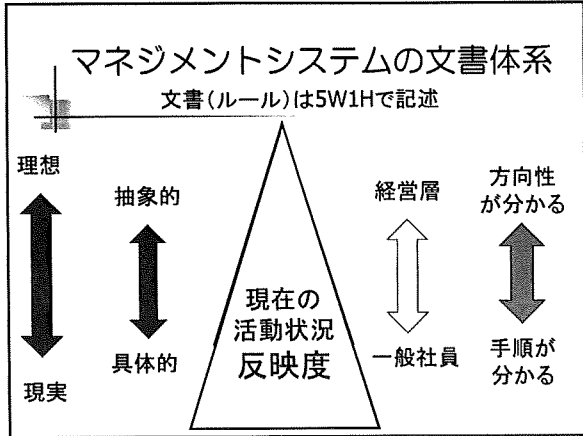 マネジメントシステムの文書体系
文書(ルール)は5W1Hで記述
理想
現実
抽象的
具体的
現在の
活動状況
反映度
経営層
一般社員
方向性
が分かる
手順が
分かる